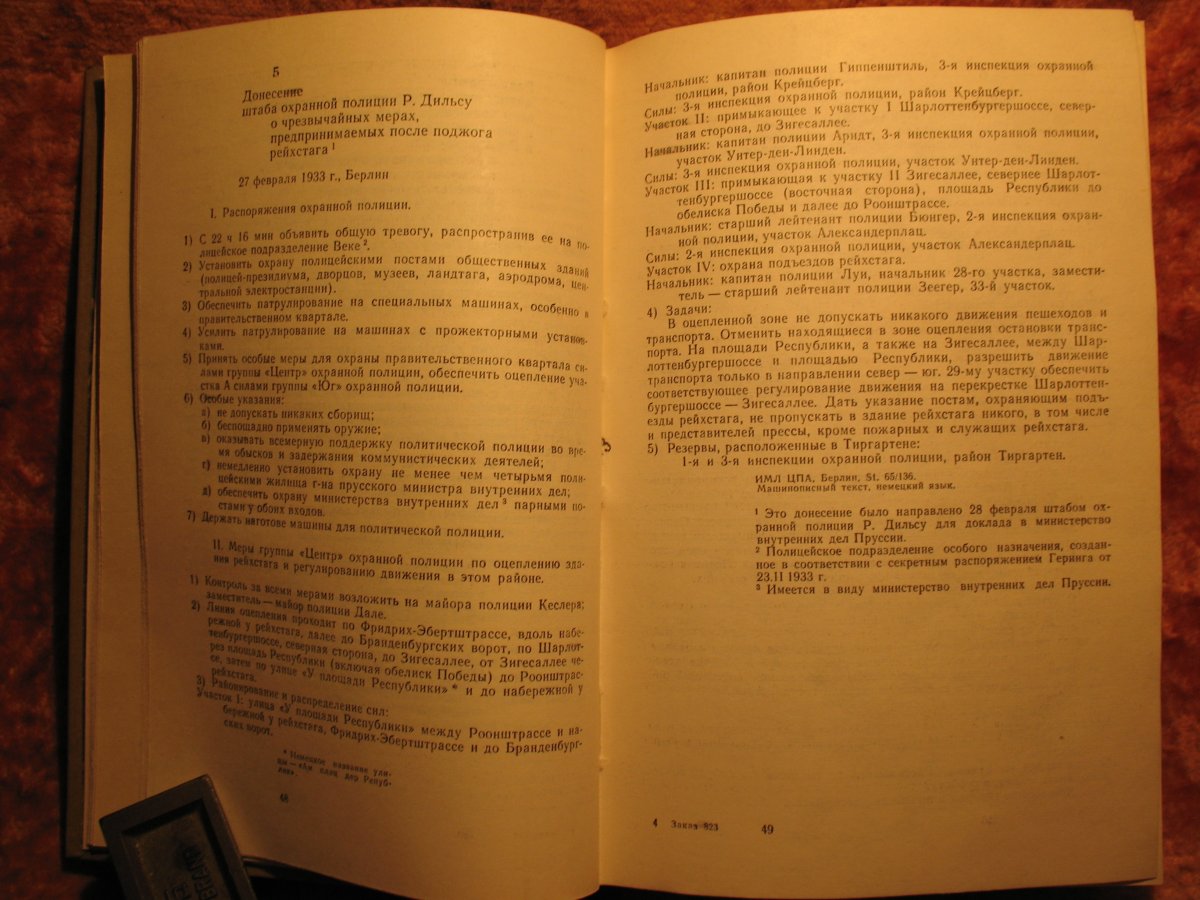 5
Донесение
штаба охранной полиции Р. Дильсу
о чрезвычайных мерах,
предпринимаемых после поджога
рейхстага ¹
27 февраля 1933 г., Берлин
I. Распоряжения охранной полиции.
1) С 22 ч 16 мин объявить общую тревогу, распространив ее на по-
лицейское подразделение Веке ².
2) Установить охрану полицейскими постами общественных зданий
(полицей-президиума, дворцов, музеев, ландтага, аэродрома, цен-
тральной электростанции).
3) Обеспечить патрулирование на специальных машинах, особенно в
правительственном квартале.
4) Усилить патрулирование на машинах с прожекторными установ-
ками.
5) Принять особые меры для охраны правительственного квартала си-
лами группы «Центр» охранной полиции, обеспечить оцепление уча-
стка А силами группы «Юг» охранной полиции.
6) Особые указания:
а) не допускать никаких сборищ;
б) беспощадно применять оружие;
в) оказывать всемерную поддержку политической полиции во вре-
мя обысков и задержании коммунистических деятелей;
г) немедленно установить охрану не менее чем четырьмя поли-
цейскими жилища г-на прусского министра внутренних дел;
д) обеспечить охрану министерства внутренних дел ³ парными по-
стами у обоих входов.
7) Держать наготове машины для политической полиции.
II. Меры группы «Центр» охранной полиции по оцеплению зда-
ния рейхстага и регулированию движения в этом районе.
1) Контроль за всеми мерами возложить на майора полиции Кеслера;
заместитель — майор полиции Дале.
2) Линия оцепления проходит по Фридрих-Эбертштрассе, вдоль набе-
режной у рейхстага, далее до Бранденбургских ворот, по Шарлот-
тенбургершоссе, северная сторона, до Зигесаллее, от Зигесаллее че-
рез площадь Республики (включая обелиск Победы) до Роонштрас-
се, затем по улице «У площади Республики» * и до набережной у
рейхстага.
3) Районирование и распределение сил:
Участок I: улица «У площади Республики» между Роонштрассе и на-
бережной у рейхстага, Фридрих-Эбертштрассе и до Бранденбург-
ских ворот.
* Немецкое название ули-
цы — «Ам плац дер Репуб-
лик».
48
Начальник: капитан полиции Гиппенштиль, 3-я инспекция охранной
полиции, район Крейцберг.
Силы: 3-я инспекция охранной полиции, район Крейцберг.
Участок II: примыкающее к участку I Шарлоттенбургершоссе, север-
ная сторона, до Зигесаллее.
Начальник: капитан полиции Арндт, 3-я инспекция охранной полиции,
участок Унтер-ден-Линден.
Силы: 3-я инспекция охранной полиции, участок Унтер-ден-Линден.
Участок III: примыкающая к участку II Зигесаллее, севернее Шарлот-
тенбургершоссе (восточная сторона), площадь Республики до
обелиска Победы и далее до Роонштрассе.
Начальник: старший лейтенант полиции Бюнгер, 2-я инспекция охран-
ной полиции, участок Александерплац.
Силы: 2-я инспекция охранной полиции, участок Александерплац.
Участок IV: охрана подъездов рейхстага.
Начальник: капитан полиции Луи, начальник 28-го участка, замести-
тель — старший лейтенант полиции Зеегер, 33-й участок.
4) Задачи:
В оцепленной зоне не допускать никакого движения пешеходов и
транспорта. Отменить находящиеся в зоне оцепления остановки транс-
порта. На площади Республики, а также на Зигесаллее, между Шар-
лоттенбургершоссе и площадью Республики, разрешить движение
транспорта только в направлении север — юг. 29-му участку обеспечить
соответствующее регулирование движения на перекрестке Шарлоттен-
бургершоссе — Зигесаллее. Дать указание постам, охраняющим подъ-
езды рейхстага, не пропускать в здание рейхстага никого, в том числе
и представителей прессы, кроме пожарных и служащих рейхстага.
5) Резервы, расположенные в Тиргартене:
1-я и 3-я инспекции охранной полиции, район Тиргартен.
ИМЛ ЦПА, Берлин, St. 65/136.
Машинописный текст, немецкий язык.
¹ Это донесение было направлено 28 февраля штабом ох-
ранной полиции Р. Дильсу для доклада в министерство
внутренних дел Пруссии.
² Полицейское подразделение особого назначения, создан-
ное в соответствии с секретным распоряжением Геринга от
23.II 1933 г.
³ Имеется в виду министерство внутренних дел Пруссии.
4 Заказ 823
49